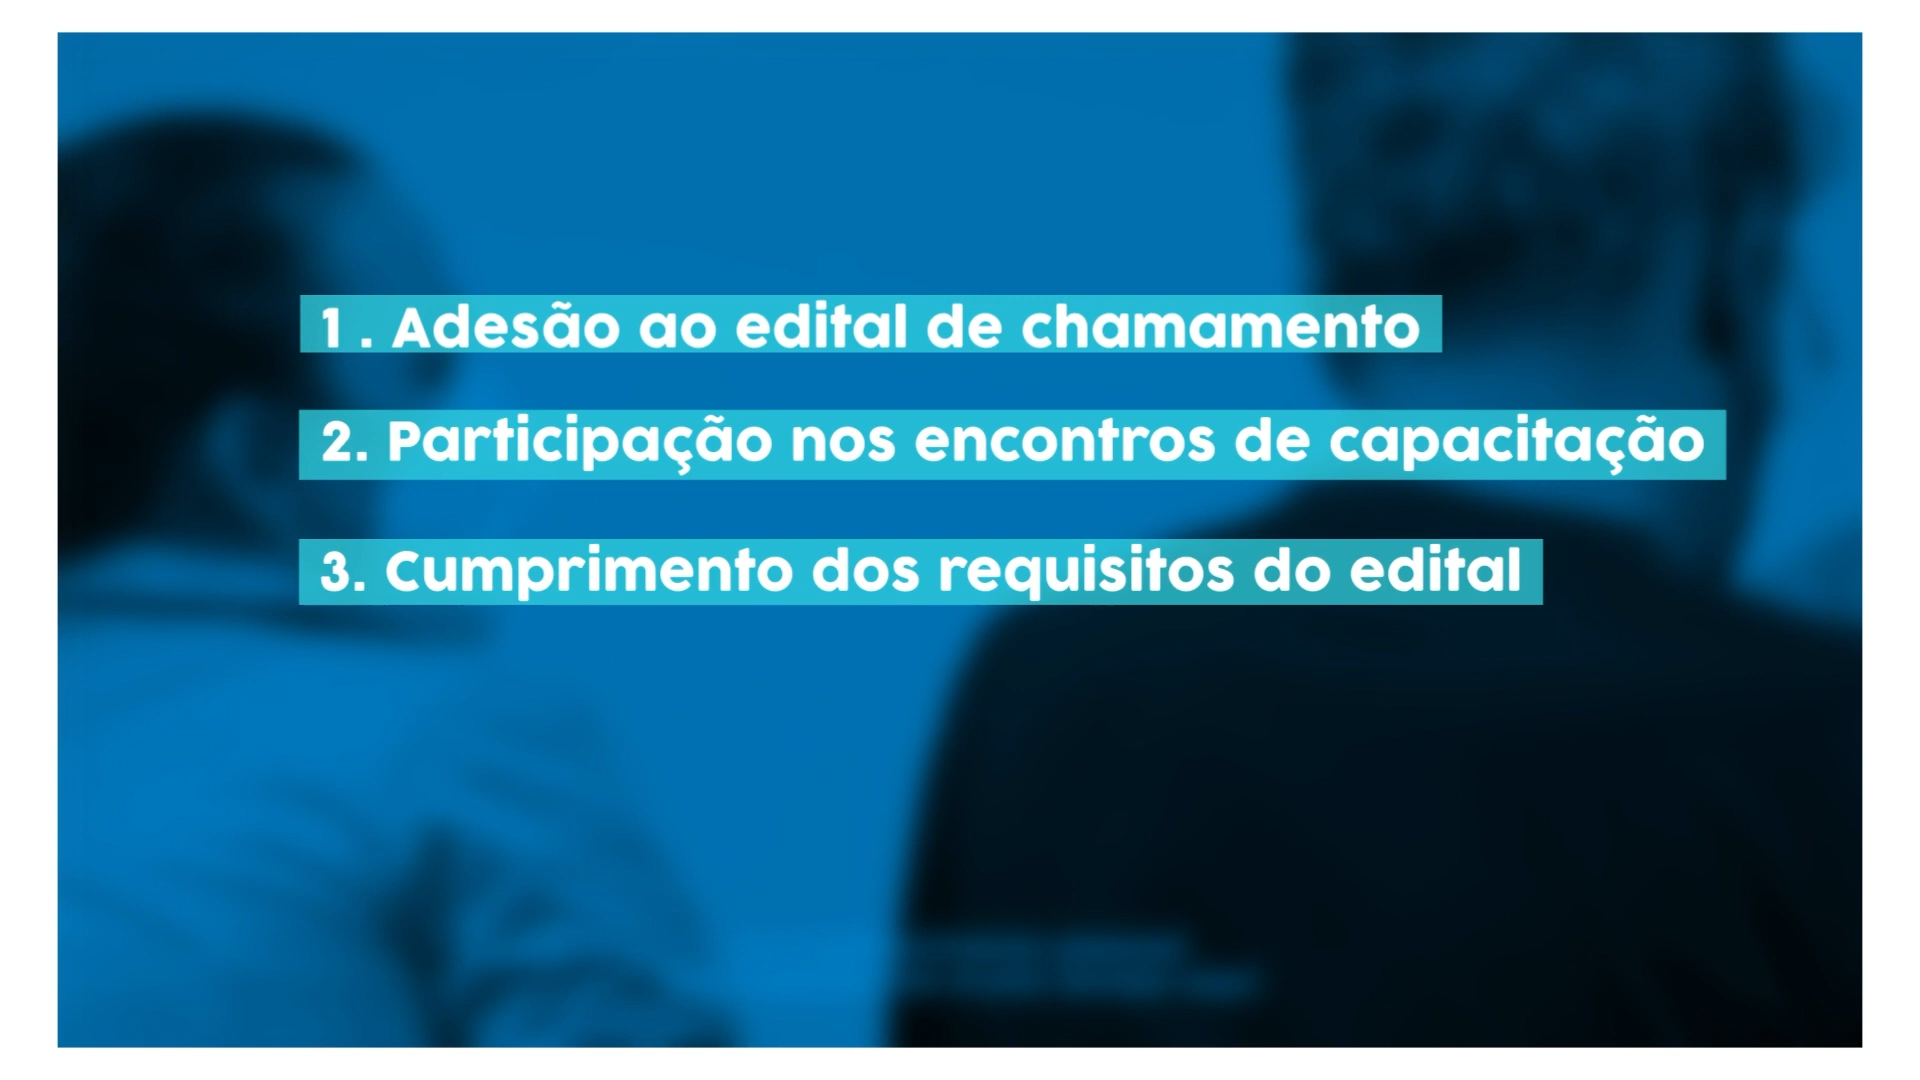 1 . Adesão ao edital de chamamento
2. Participação nos encontros de capacitação
3. Cumprimento dos requisitos do edital